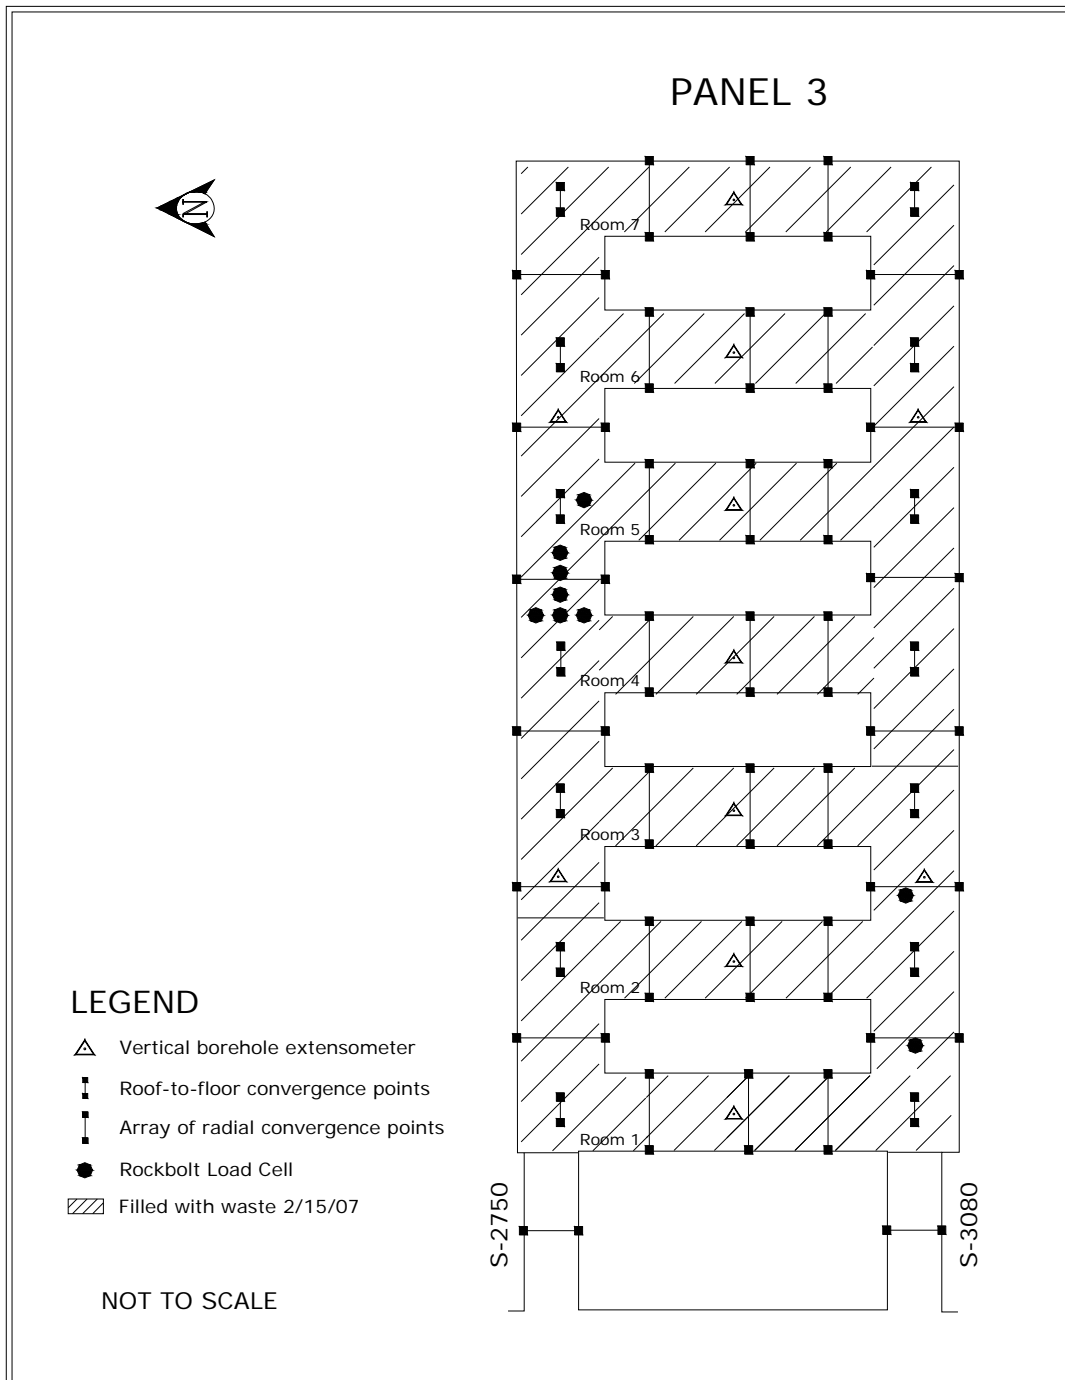 PANEL 3
N
Room 7
Room 6
Room 5
Room 4
Room 3
Room 2
Room 1
LEGEND
Vertical borehole extensometer
Roof-to-floor convergence points
Array of radial convergence points
Rockbolt Load Cell
Filled with waste 2/15/07
S-2750
S-3080
NOT TO SCALE